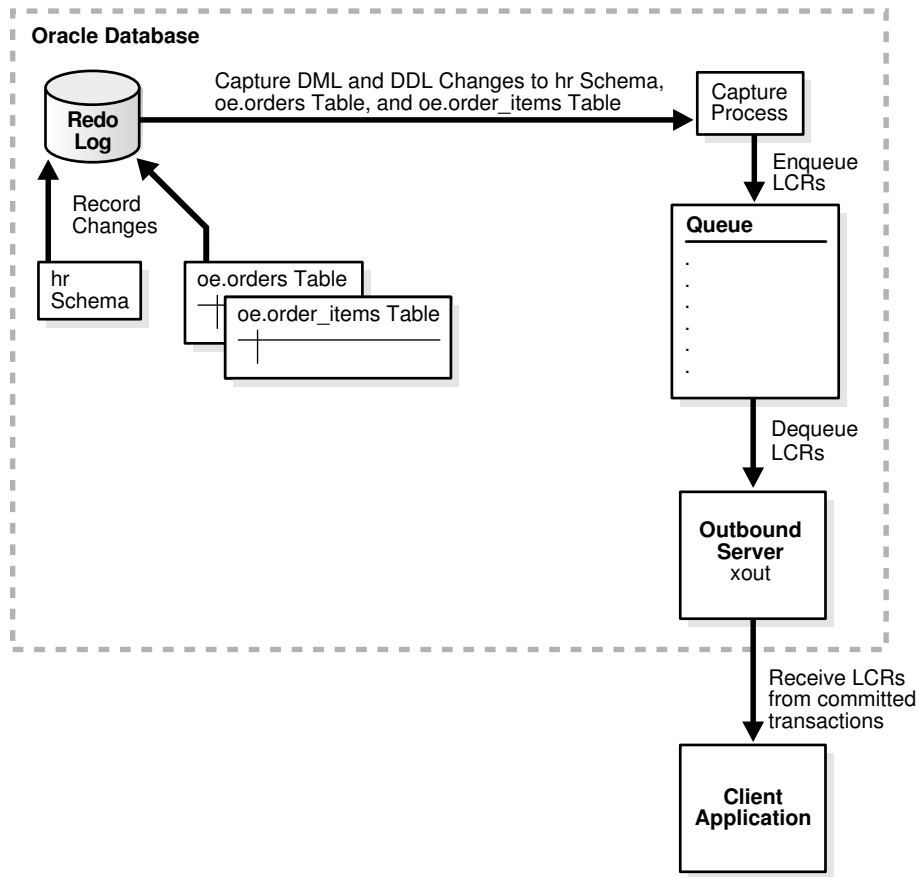 Oracle Database
Capture DML and DDL Changes to hr Schema,
oe.orders Table, and oe.order_items Table
Redo
Log
Capture
Process
Enqueue
LCRs
Record
Changes
Queue
hr
Schema
oe.orders Table
oe.order_items Table
.
.
.
.
.
.
Dequeue
LCRs
Outbound
Server
xout
Receive LCRs
from committed
transactions
Client
Application